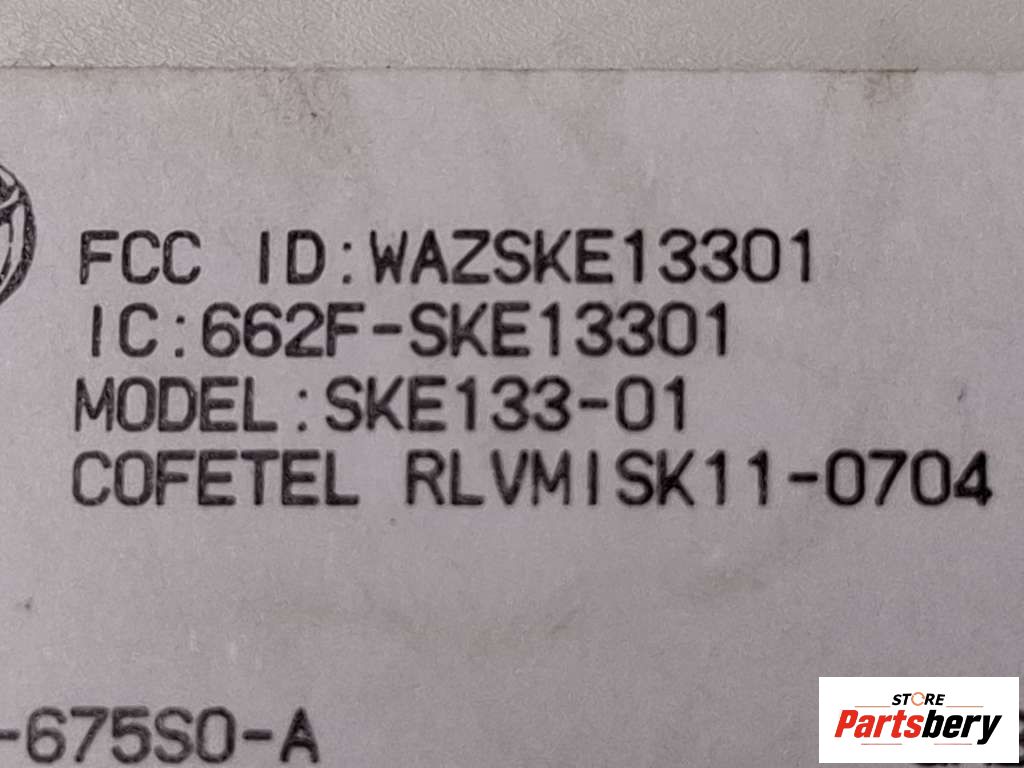 FCC ID:WAZSKE13301
IC:662F-SKE13301
MODEL:SKE133-01
COFETEL RLVMISK11-0704
-675S0-A
STORE
Partsbery